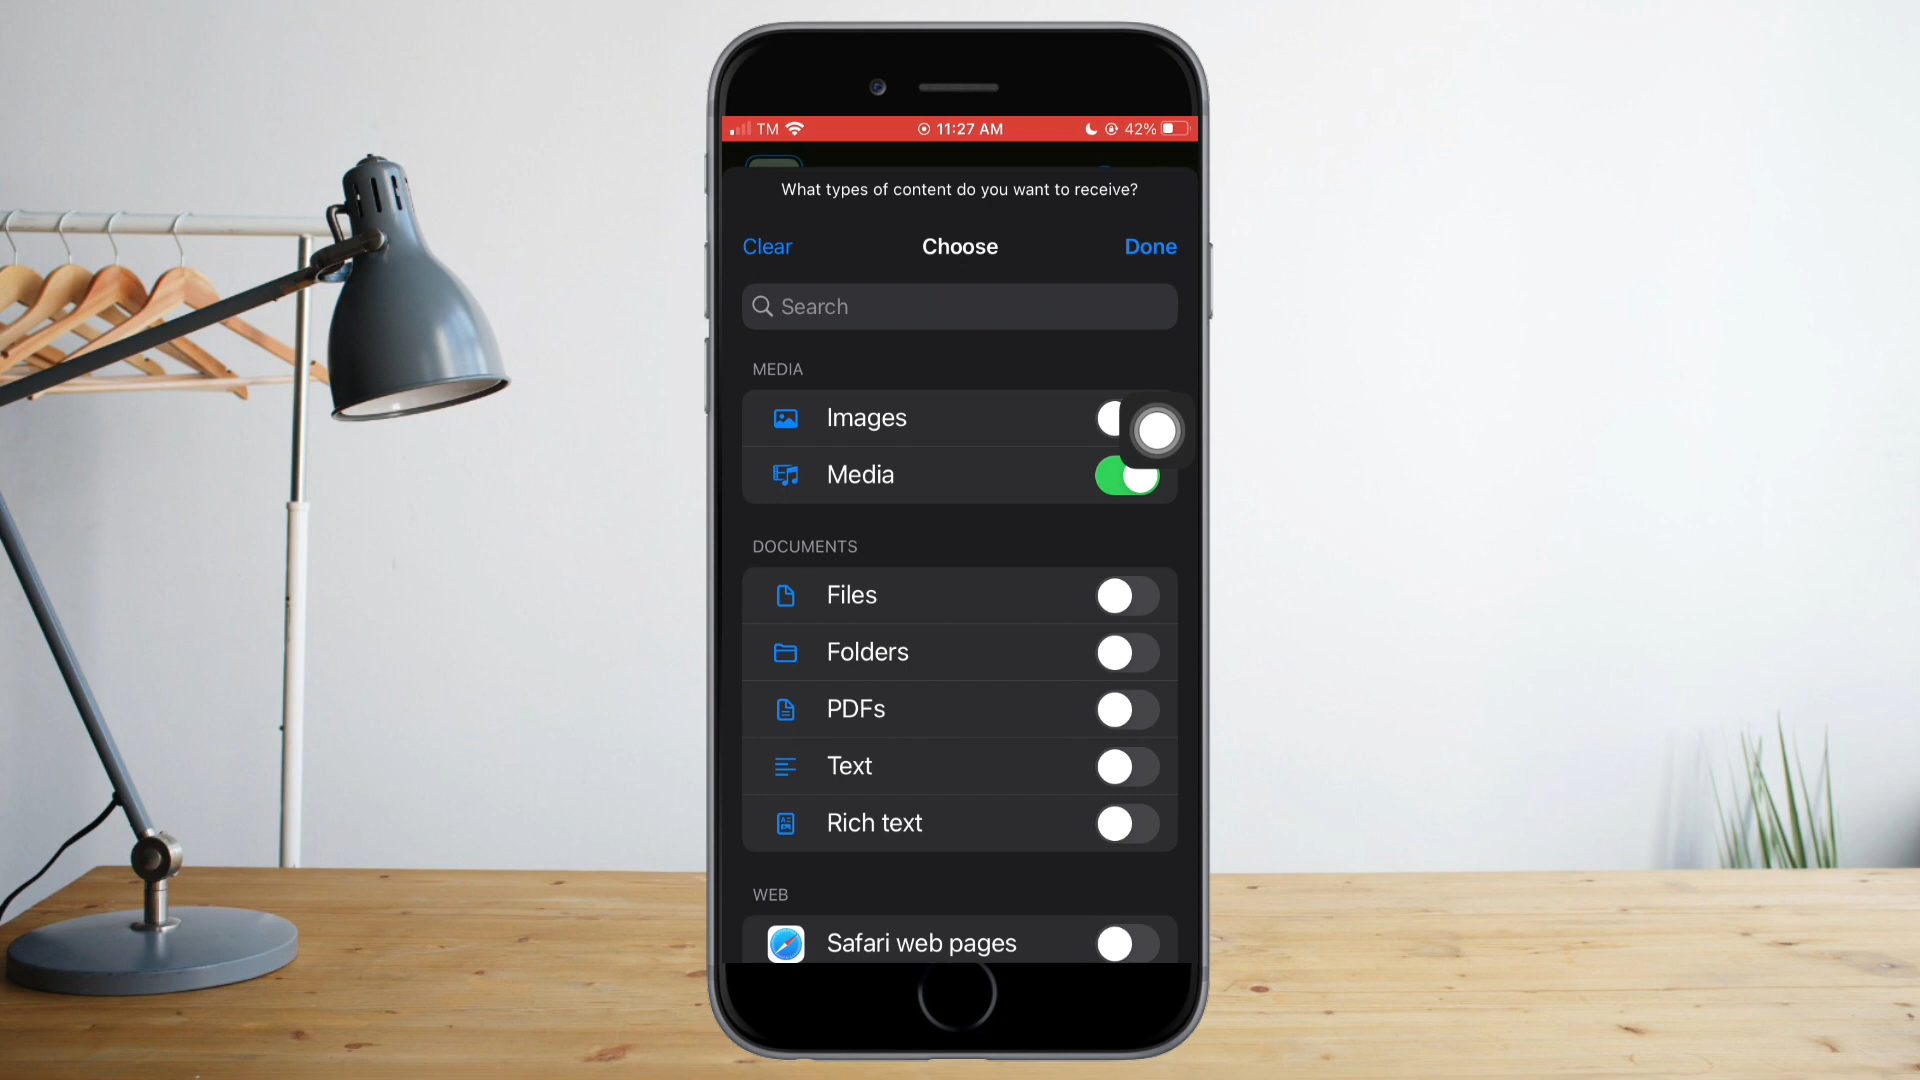 TM 11:27 AM 42%
What types of content do you want to receive?
Clear Choose Done
Search
MEDIA
Images
Media
DOCUMENTS
Files
Folders
PDFs
Text
Rich text
WEB
Safari web pages